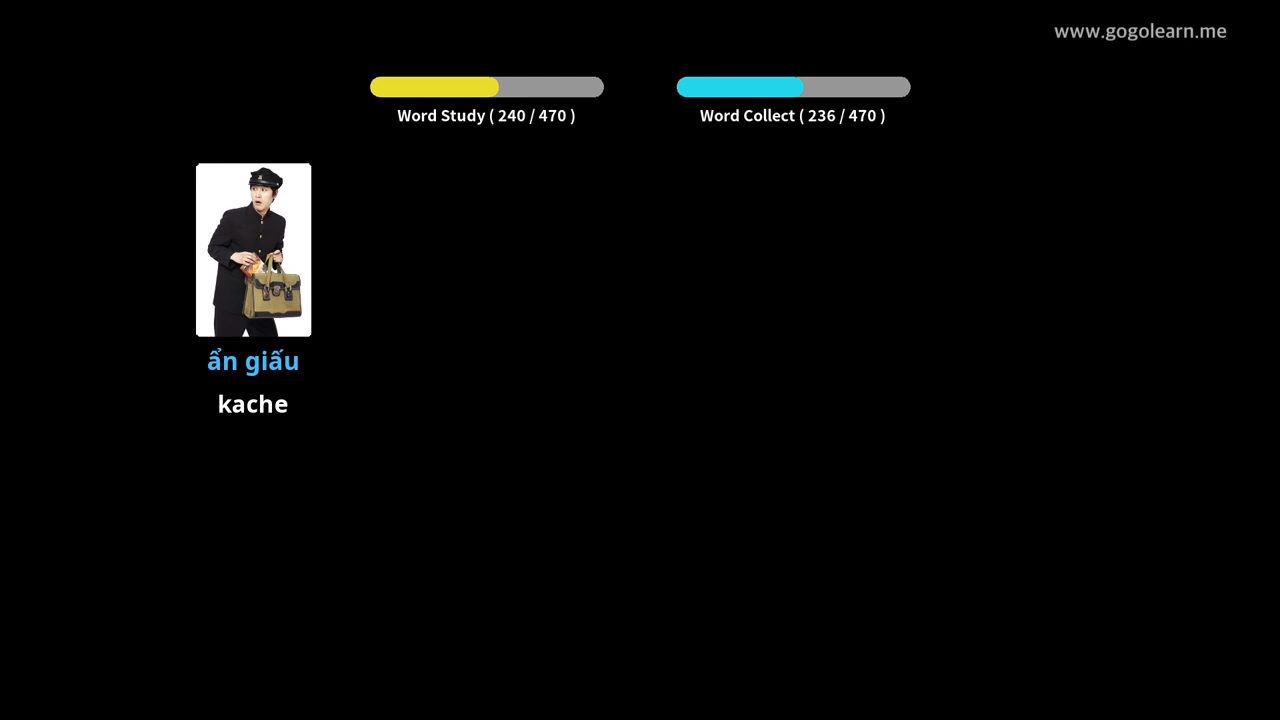 www.gogolearn.me
Word Study ( 240 / 470 )
Word Collect ( 236 / 470 )
ẩn giấu
kache